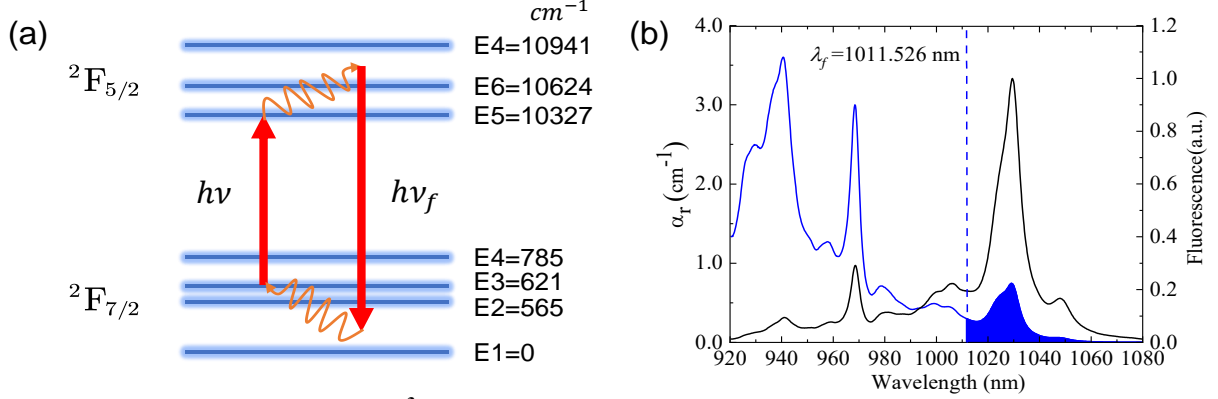 (a)
cm⁻¹
E4=10941
²F₅/₂
E6=10624
E5=10327
hν
hν_f
E4=785
²F₇/₂
E3=621
E2=565
E1=0
(b)
4.0
3.0
2.0
1.0
0.0
α_r (cm⁻¹)
λ_f=1011.526 nm
1.2
1.0
0.8
0.6
0.4
0.2
0.0
Fluorescence(a.u.)
920 940 960 980 1000 1020 1040 1060 1080
Wavelength (nm)